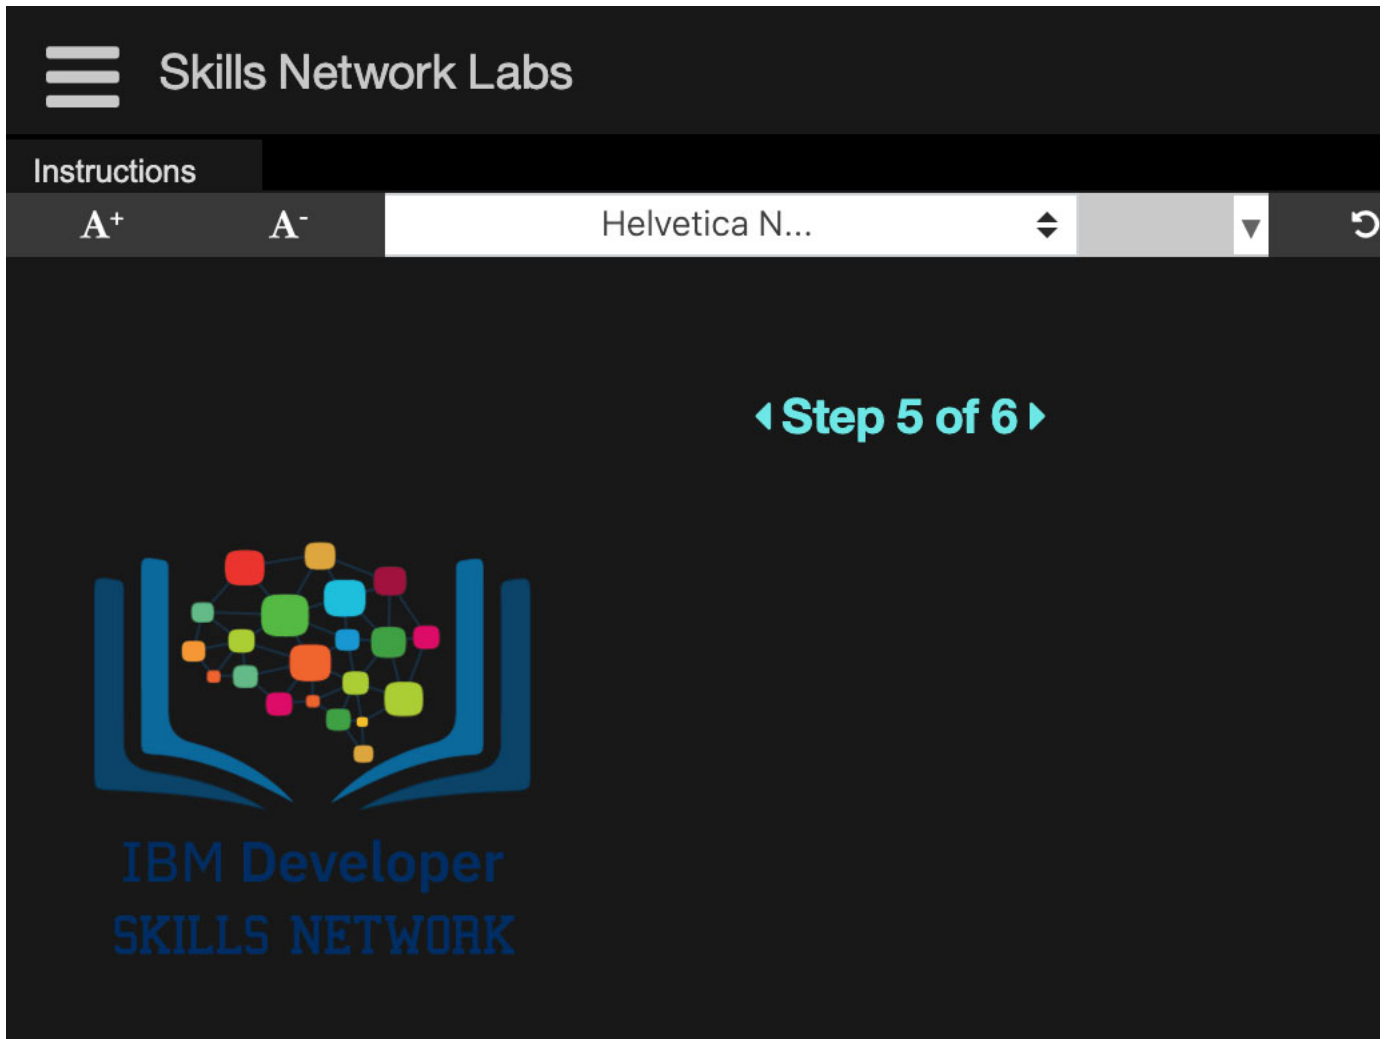 Skills Network Labs
Instructions
A+ A- Helvetica N...
Step 5 of 6
IBM Developer
SKILLS NETWORK